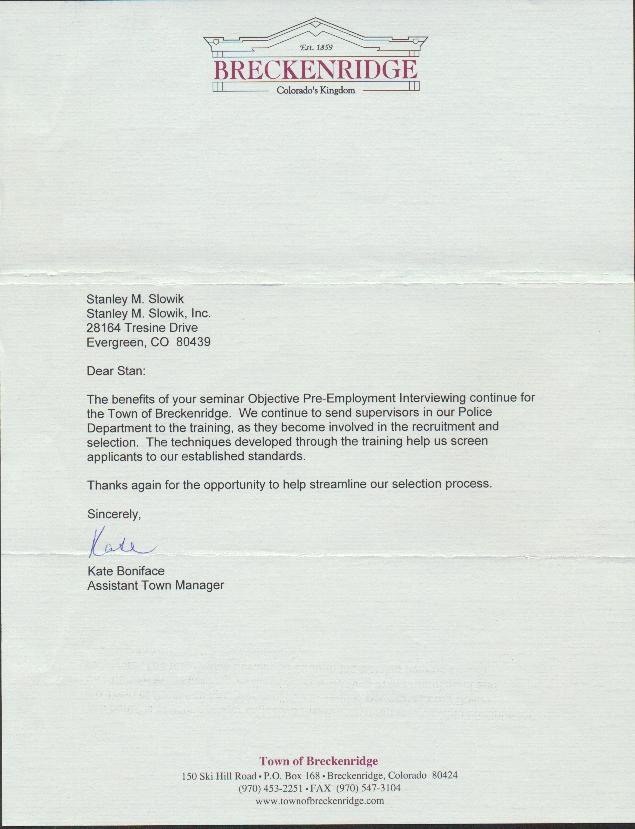 Est. 1859
BRECKENRIDGE
Colorado's Kingdom
Stanley M. Slowik
Stanley M. Slowik, Inc.
28164 Tresine Drive
Evergreen, CO 80439
Dear Stan:
The benefits of your seminar Objective Pre-Employment Interviewing continue for
the Town of Breckenridge. We continue to send supervisors in our Police
Department to the training, as they become involved in the recruitment and
selection. The techniques developed through the training help us screen
applicants to our established standards.
Thanks again for the opportunity to help streamline our selection process.
Sincerely,
Kate
Kate Boniface
Assistant Town Manager
Town of Breckenridge
150 Ski Hill Road • P.O. Box 168 • Breckenridge, Colorado 80424
(970) 453-2251 • FAX (970) 547-3104
www.townofbreckenridge.com